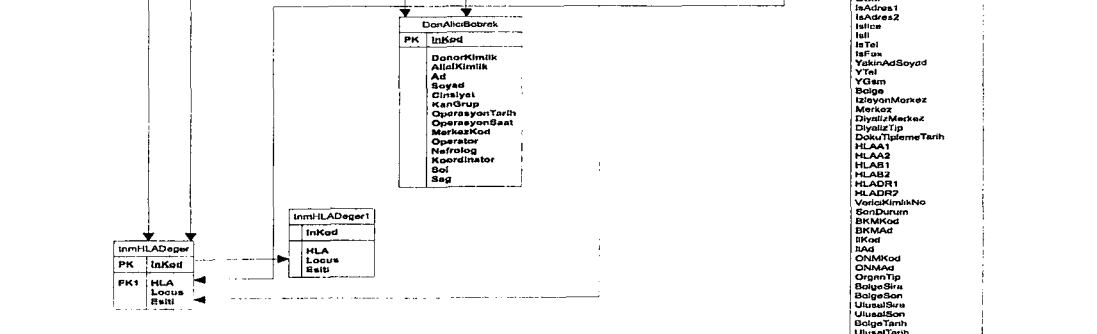 DonAliciBobrek
PK InKod
DonorKimlik
AliciKimlik
Ad
Soyad
Cinsiyet
KanGrup
OperasyonTarih
OperasyonSaat
MerkezKod
Operator
Nefrolog
Koordinator
Sol
Sag
InmHLADeger1
InKod
HLA
Locus
Esiti
InmHLADeger
PK InKod
FK1 HLA
Locus
Esiti
IsAdres1
IsAdres2
IsIlce
IsIl
IsTel
IsFax
YakinAdSoyad
YTel
YGsm
Bolge
IzleyenMerkez
Merkez
DiyalizMerkez
DiyalizTip
DokuTiplemeTarih
HLAA1
HLAA2
HLAB1
HLAB2
HLADR1
HLADR2
VericiKimlikNo
SonDurum
BKMKod
BKMAd
IlKod
IlAd
ONMKod
ONMAd
OrganTip
BolgeSira
BolgeSon
UlusalSira
UlusalSon
BolgeTarih
UlusalTarih